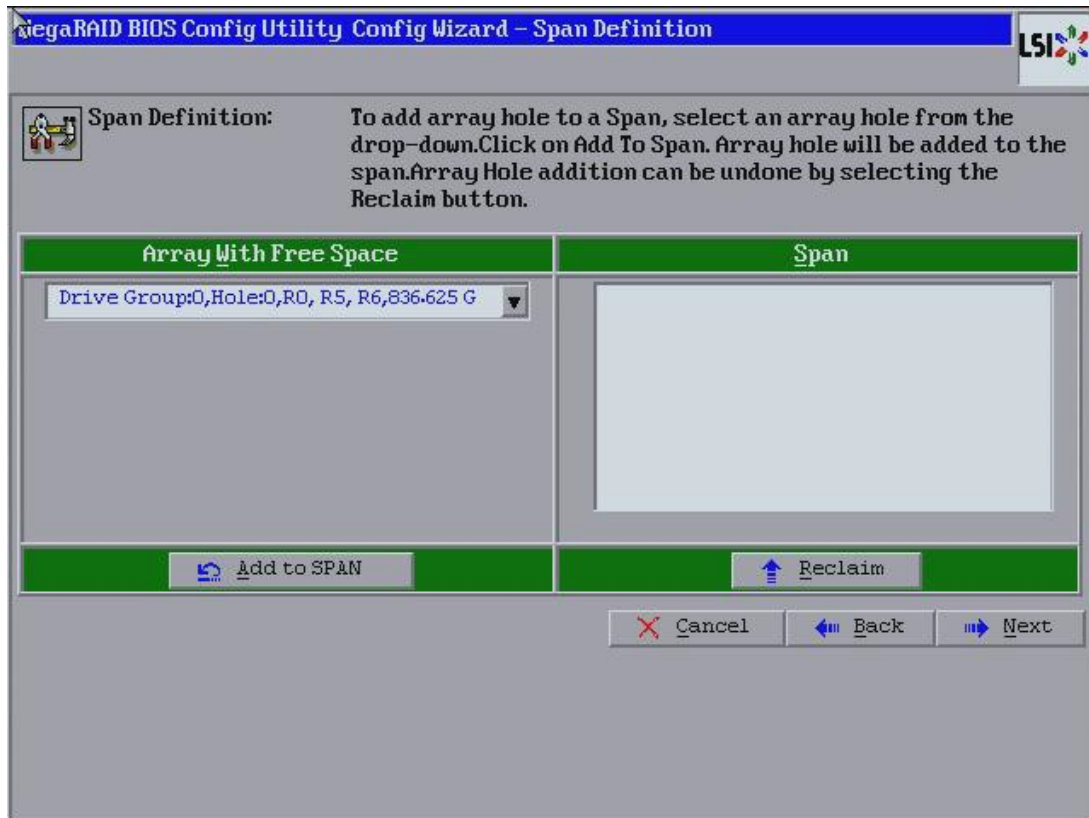 MegaRAID BIOS Config Utility Config Wizard - Span Definition
LSI
Span Definition:
To add array hole to a Span, select an array hole from the
drop-down.Click on Add To Span. Array hole will be added to the
span.Array Hole addition can be undone by selecting the
Reclaim button.
Array With Free Space
Span
Drive Group:0,Hole:0,R0, R5, R6,836.625 G
Add to SPAN
Reclaim
Cancel
Back
Next